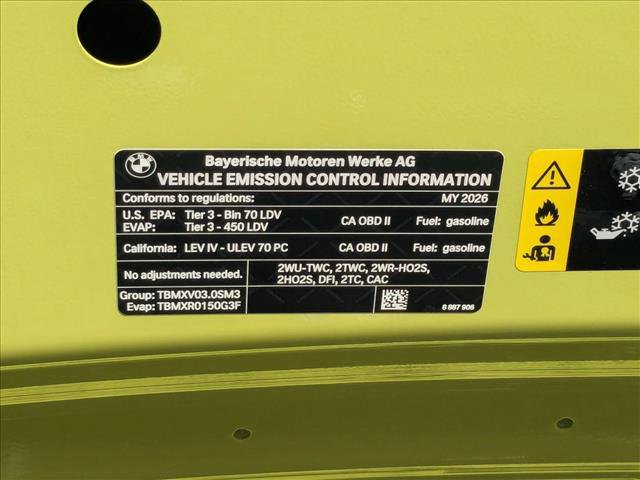 BMW
Bayerische Motoren Werke AG
VEHICLE EMISSION CONTROL INFORMATION
Conforms to regulations: MY 2026
U.S. EPA: Tier 3 - Bin 70 LDV CA OBD II Fuel: gasoline
EVAP: Tier 3 - 450 LDV
California: LEV IV - ULEV 70 PC CA OBD II Fuel: gasoline
No adjustments needed. 2WU-TWC, 2TWC, 2WR-HO2S,
2HO2S, DFI, 2TC, CAC
Group: TBMXV03.0SM3
Evap: TBMXR0150G3F 8 887 906